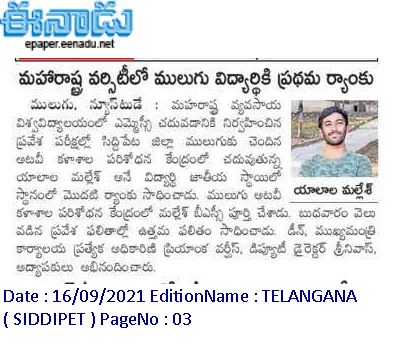 ఈనాడు
epaper.eenadu.net
మహారాష్ట్ర వర్సిటీలో ములుగు విద్యార్థికి ప్రథమ ర్యాంకు
ములుగు, న్యూస్‌టుడే : మహరాష్ట్ర వ్యవసాయ
విశ్వవిద్యాలయంలో ఎమ్మెస్సీ చదువడానికి నిర్వహించిన
ప్రవేశ పరీక్షల్లో సిద్దిపేట జిల్లా ములుగుకు చెందిన
అటవీ కళాశాల పరిశోధన కేంద్రంలో చదువుతున్న
యాలాల మల్లేశ్ అనే విద్యార్థి జాతీయ స్థాయిలో
స్థానంలో మొదటి ర్యాంకు సాధించాడు. ములుగు అటవీ
కళాశాల పరిశోధన కేంద్రంలో మల్లేశ్ బీఎస్సీ పూర్తి చేశాడు. బుధవారం వెలు
వడిన ప్రవేశ ఫలితాల్లో ఉత్తమ ఫలితం సాధించాడు. డీన్, ముఖ్యమంత్రి
కార్యాలయ ప్రత్యేక అధికారిణి ప్రియాంక వర్ఘీస్, డిప్యూటీ డైరెక్టర్ శ్రీనివాస్,
అధ్యాపకులు అభినందించారు.
యాలాల మల్లేశ్
Date : 16/09/2021 EditionName : TELANGANA
( SIDDIPET ) PageNo : 03